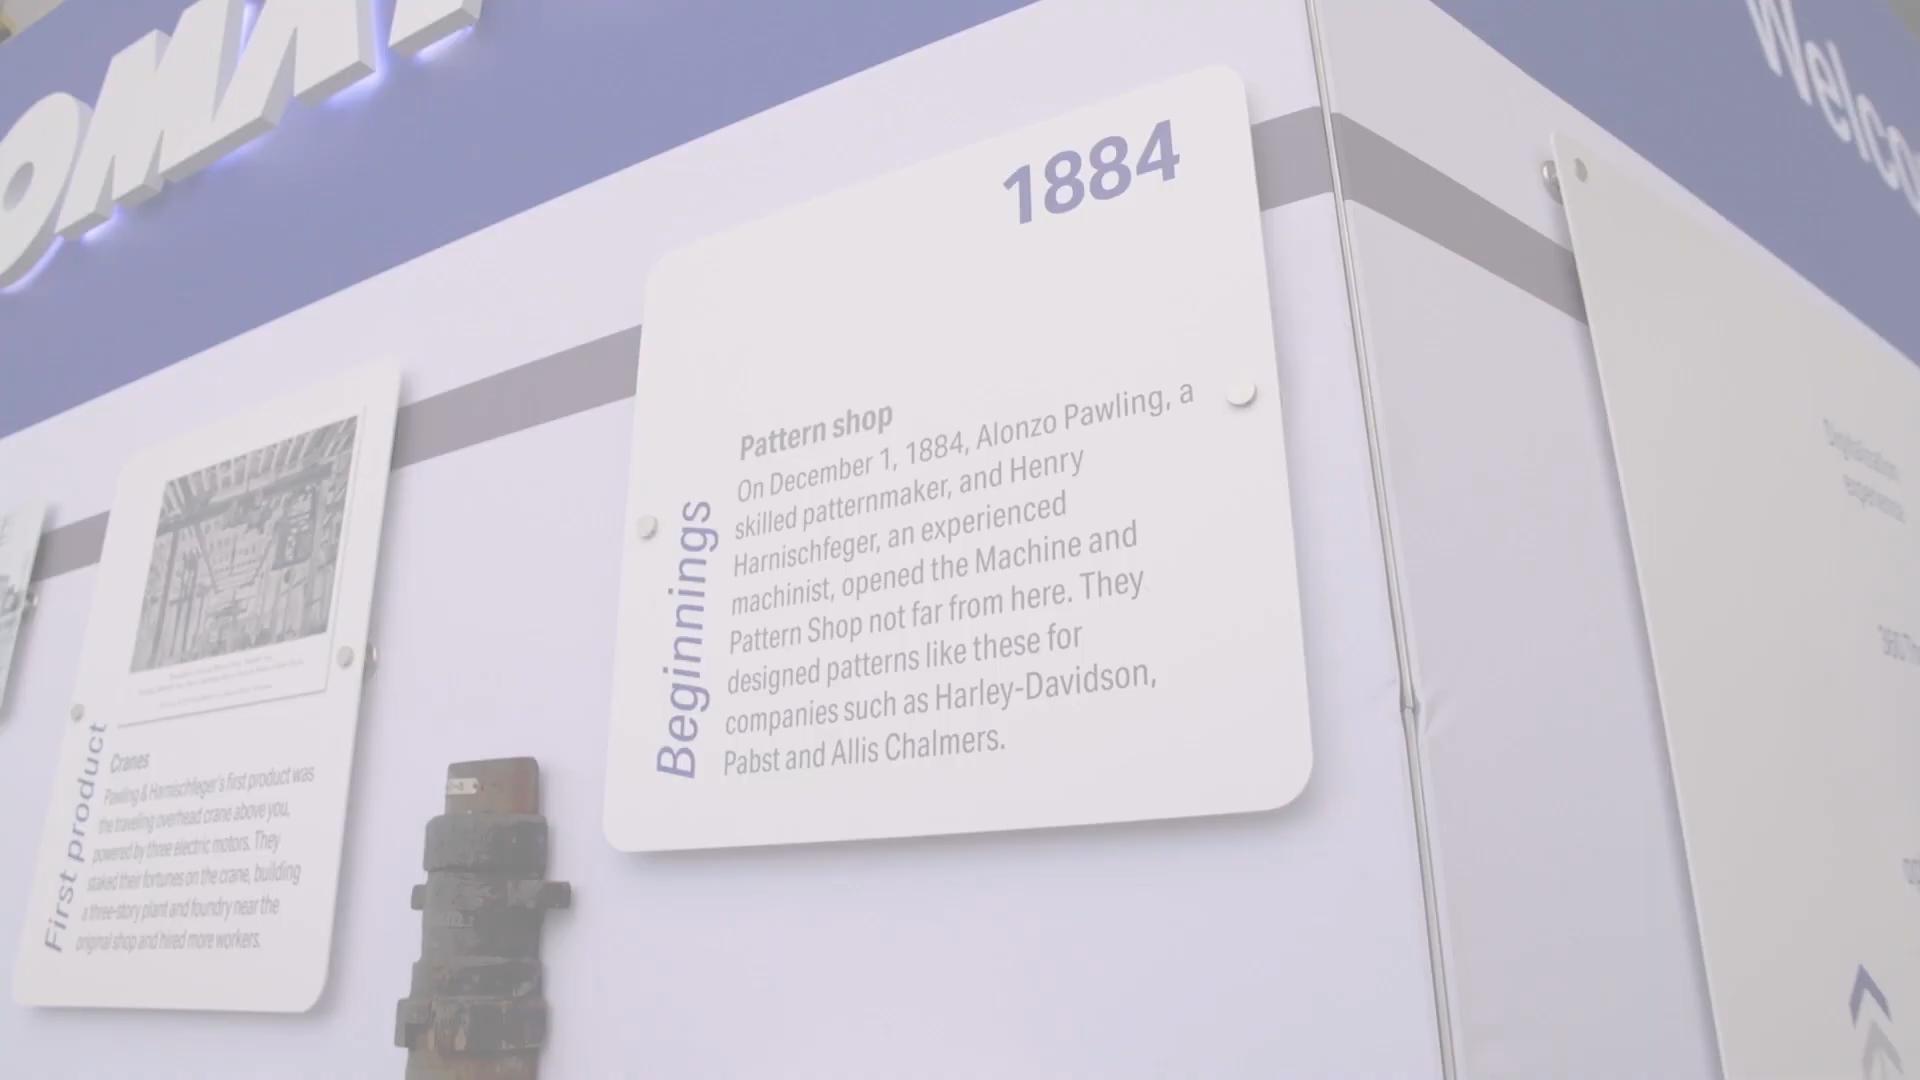 OMA
Welco
1884
Beginnings
Pattern shop
On December 1, 1884, Alonzo Pawling, a
skilled patternmaker, and Henry
Harnischfeger, an experienced
machinist, opened the Machine and
Pattern Shop not far from here. They
designed patterns like these for
companies such as Harley-Davidson,
Pabst and Allis Chalmers.
First product
Cranes
Pawling & Harnischfeger's first product was
the traveling overhead crane above you,
powered by three electric motors. They
staked their fortunes on the crane, building
a three-story plant and foundry near the
original shop and hired more workers.
Digitalization
experience